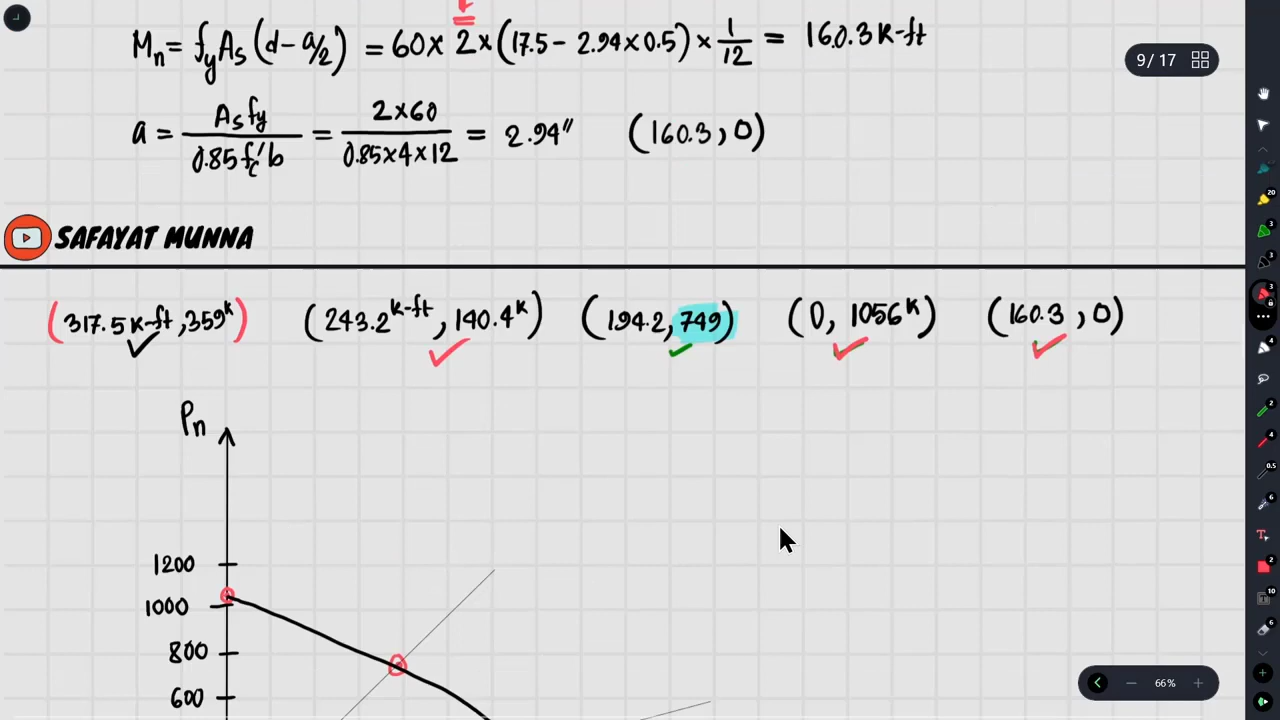 Mn = fyAs(d - a/2) = 60 × 2 × (17.5 - 2.94 × 0.5) × 1/12 = 160.3 K-ft
9 / 17
a = Asfy / 0.85fc'b = 2×60 / 0.85×4×12 = 2.94" (160.3, 0)
SAFAYAT MUNNA
(317.5 K-ft, 359ᵏ) (243.2ᵏ⁻ᶠᵗ, 140.4ᵏ) (194.2, 749) (0, 1056ᵏ) (160.3, 0)
Pn
1200
1000
800
600
66%